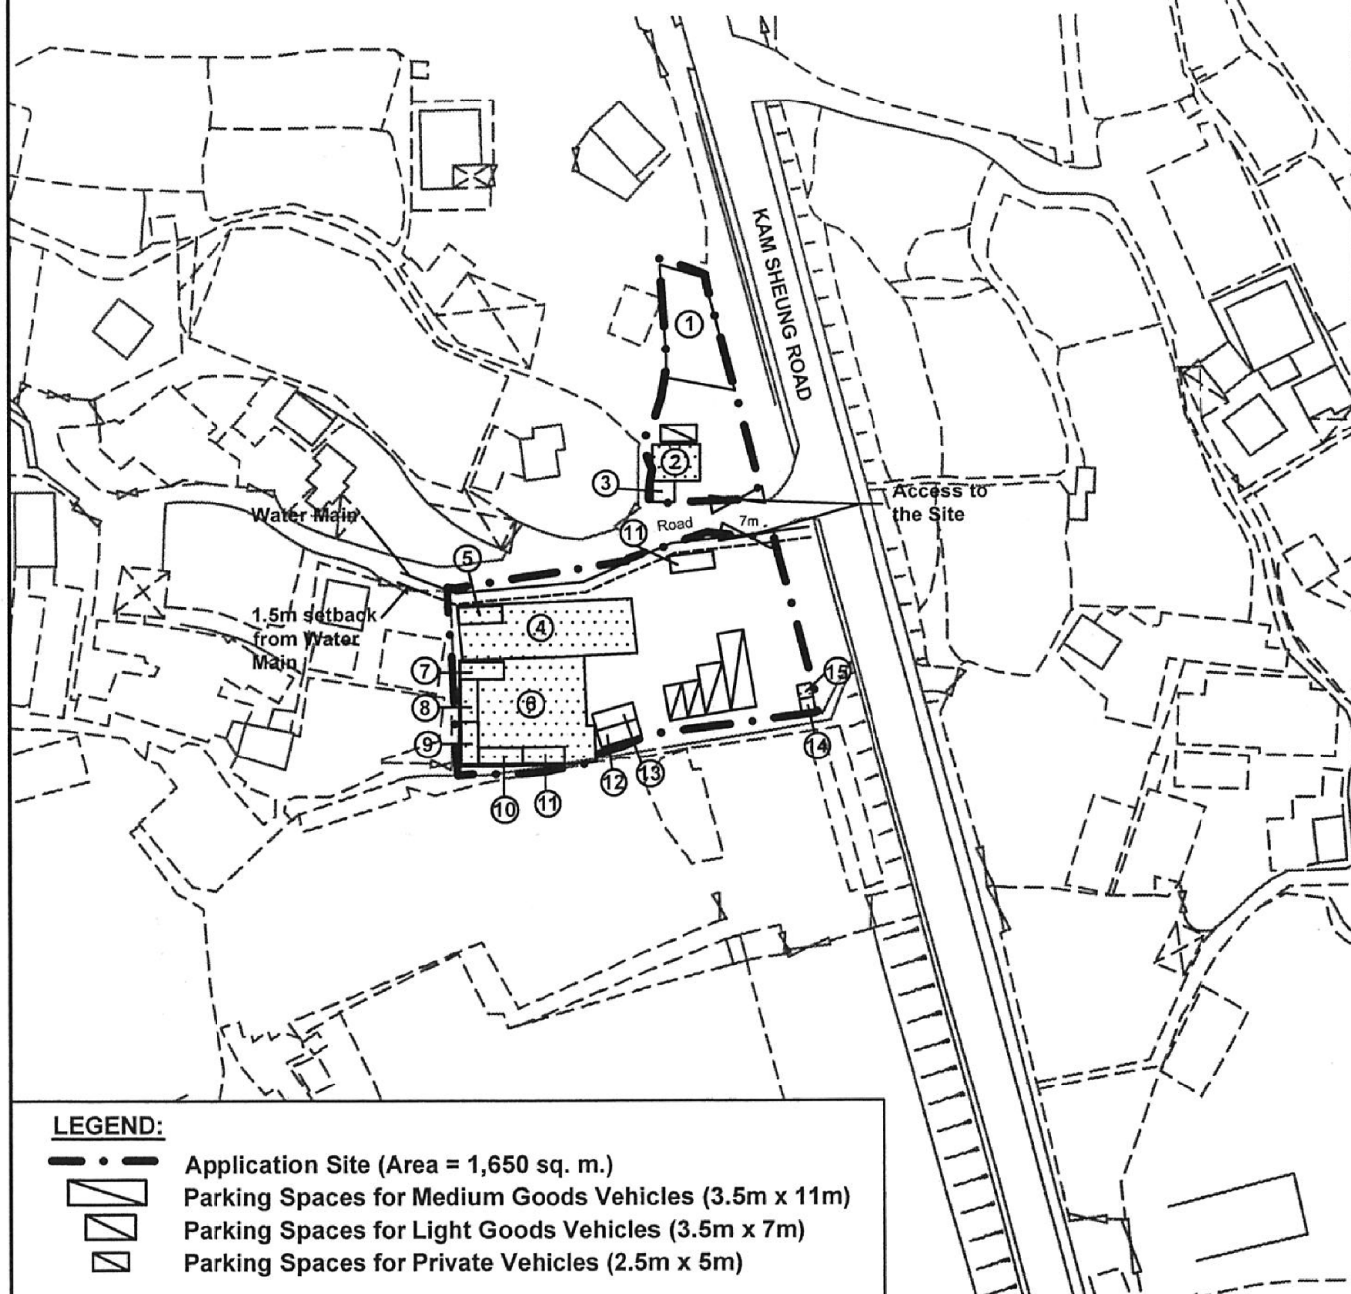 KAM SHEUNG ROAD
1
2
3
Access to
the Site
Water Main
Road
7m
11
5
1.5m setback
from Water
Main
4
7
15
8
6
9
14
12
13
10
11
LEGEND:
Application Site (Area = 1,650 sq. m.)
Parking Spaces for Medium Goods Vehicles (3.5m x 11m)
Parking Spaces for Light Goods Vehicles (3.5m x 7m)
Parking Spaces for Private Vehicles (2.5m x 5m)